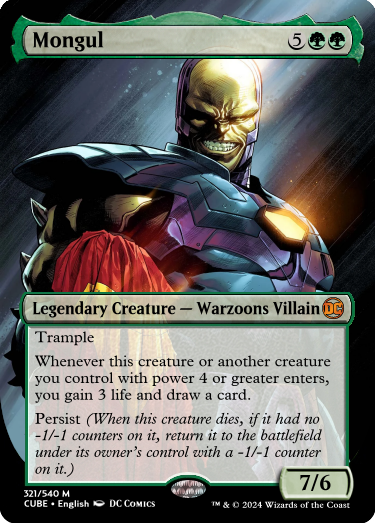 Mongul 5
Legendary Creature — Warzoons Villain DC
Trample
Whenever this creature or another creature
you control with power 4 or greater enters,
you gain 3 life and draw a card.
Persist (When this creature dies, if it had no
-1/-1 counters on it, return it to the battlefield
under its owner's control with a -1/-1 counter
on it.)
7/6
321/540 M
CUBE • English DC Comics
™ & © 2024 Wizards of the Coast